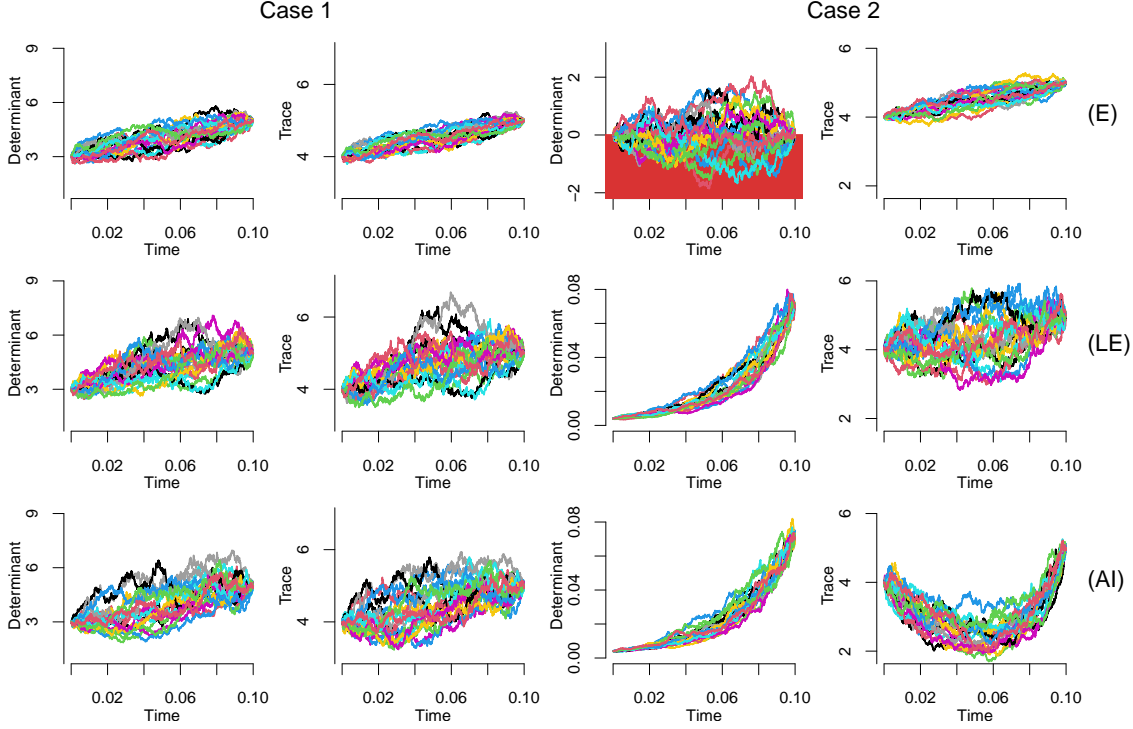 Case 1
Case 2
Determinant
3
6
9
0.02
0.06
0.10
Time
Trace
4
6
0.02
0.06
0.10
Time
Determinant
−2
0
2
0.02
0.06
0.10
Time
Trace
2
4
6
0.02
0.06
0.10
Time
(E)
Determinant
3
6
9
0.02
0.06
0.10
Time
Trace
4
6
0.02
0.06
0.10
Time
Determinant
0.00
0.04
0.08
0.02
0.06
0.10
Time
Trace
2
4
6
0.02
0.06
0.10
Time
(LE)
Determinant
3
6
9
0.02
0.06
0.10
Time
Trace
4
6
0.02
0.06
0.10
Time
Determinant
0.00
0.04
0.08
0.02
0.06
0.10
Time
Trace
2
4
6
0.02
0.06
0.10
Time
(AI)